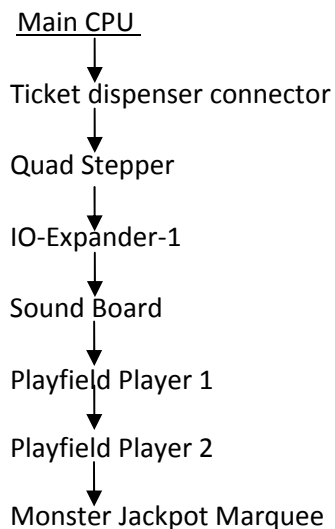 Main CPU
Ticket dispenser connector
Quad Stepper
IO-Expander-1
Sound Board
Playfield Player 1
Playfield Player 2
Monster Jackpot Marquee